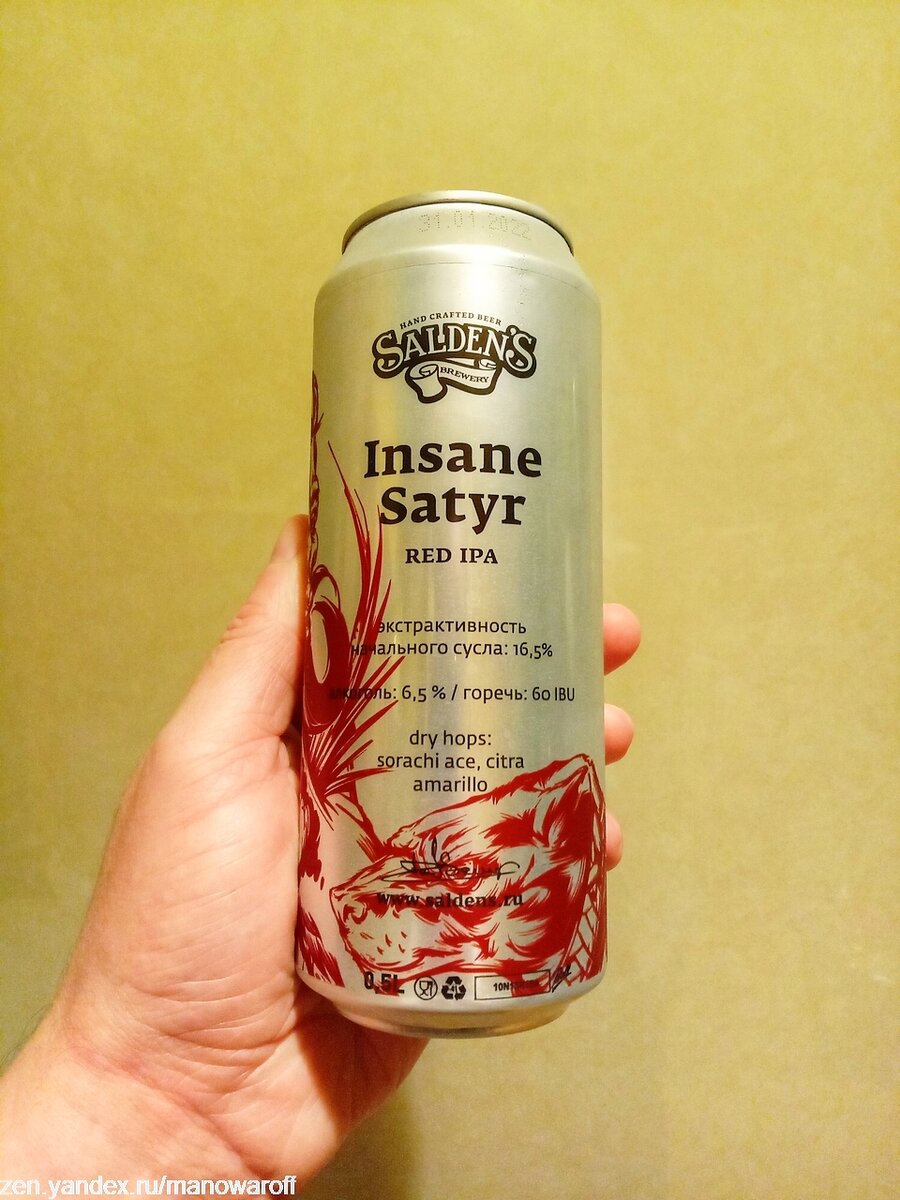 31.01.2022
HAND CRAFTED BEER
SALDEN'S
BREWERY
Insane
Satyr
RED IPA
экстрактивность
начального сусла: 16,5%
алкоголь: 6,5 % / горечь: 60 IBU
dry hops:
sorachi ace, citra
amarillo
www.saldens.ru
0,5L
zen.yandex.ru/manowaroff